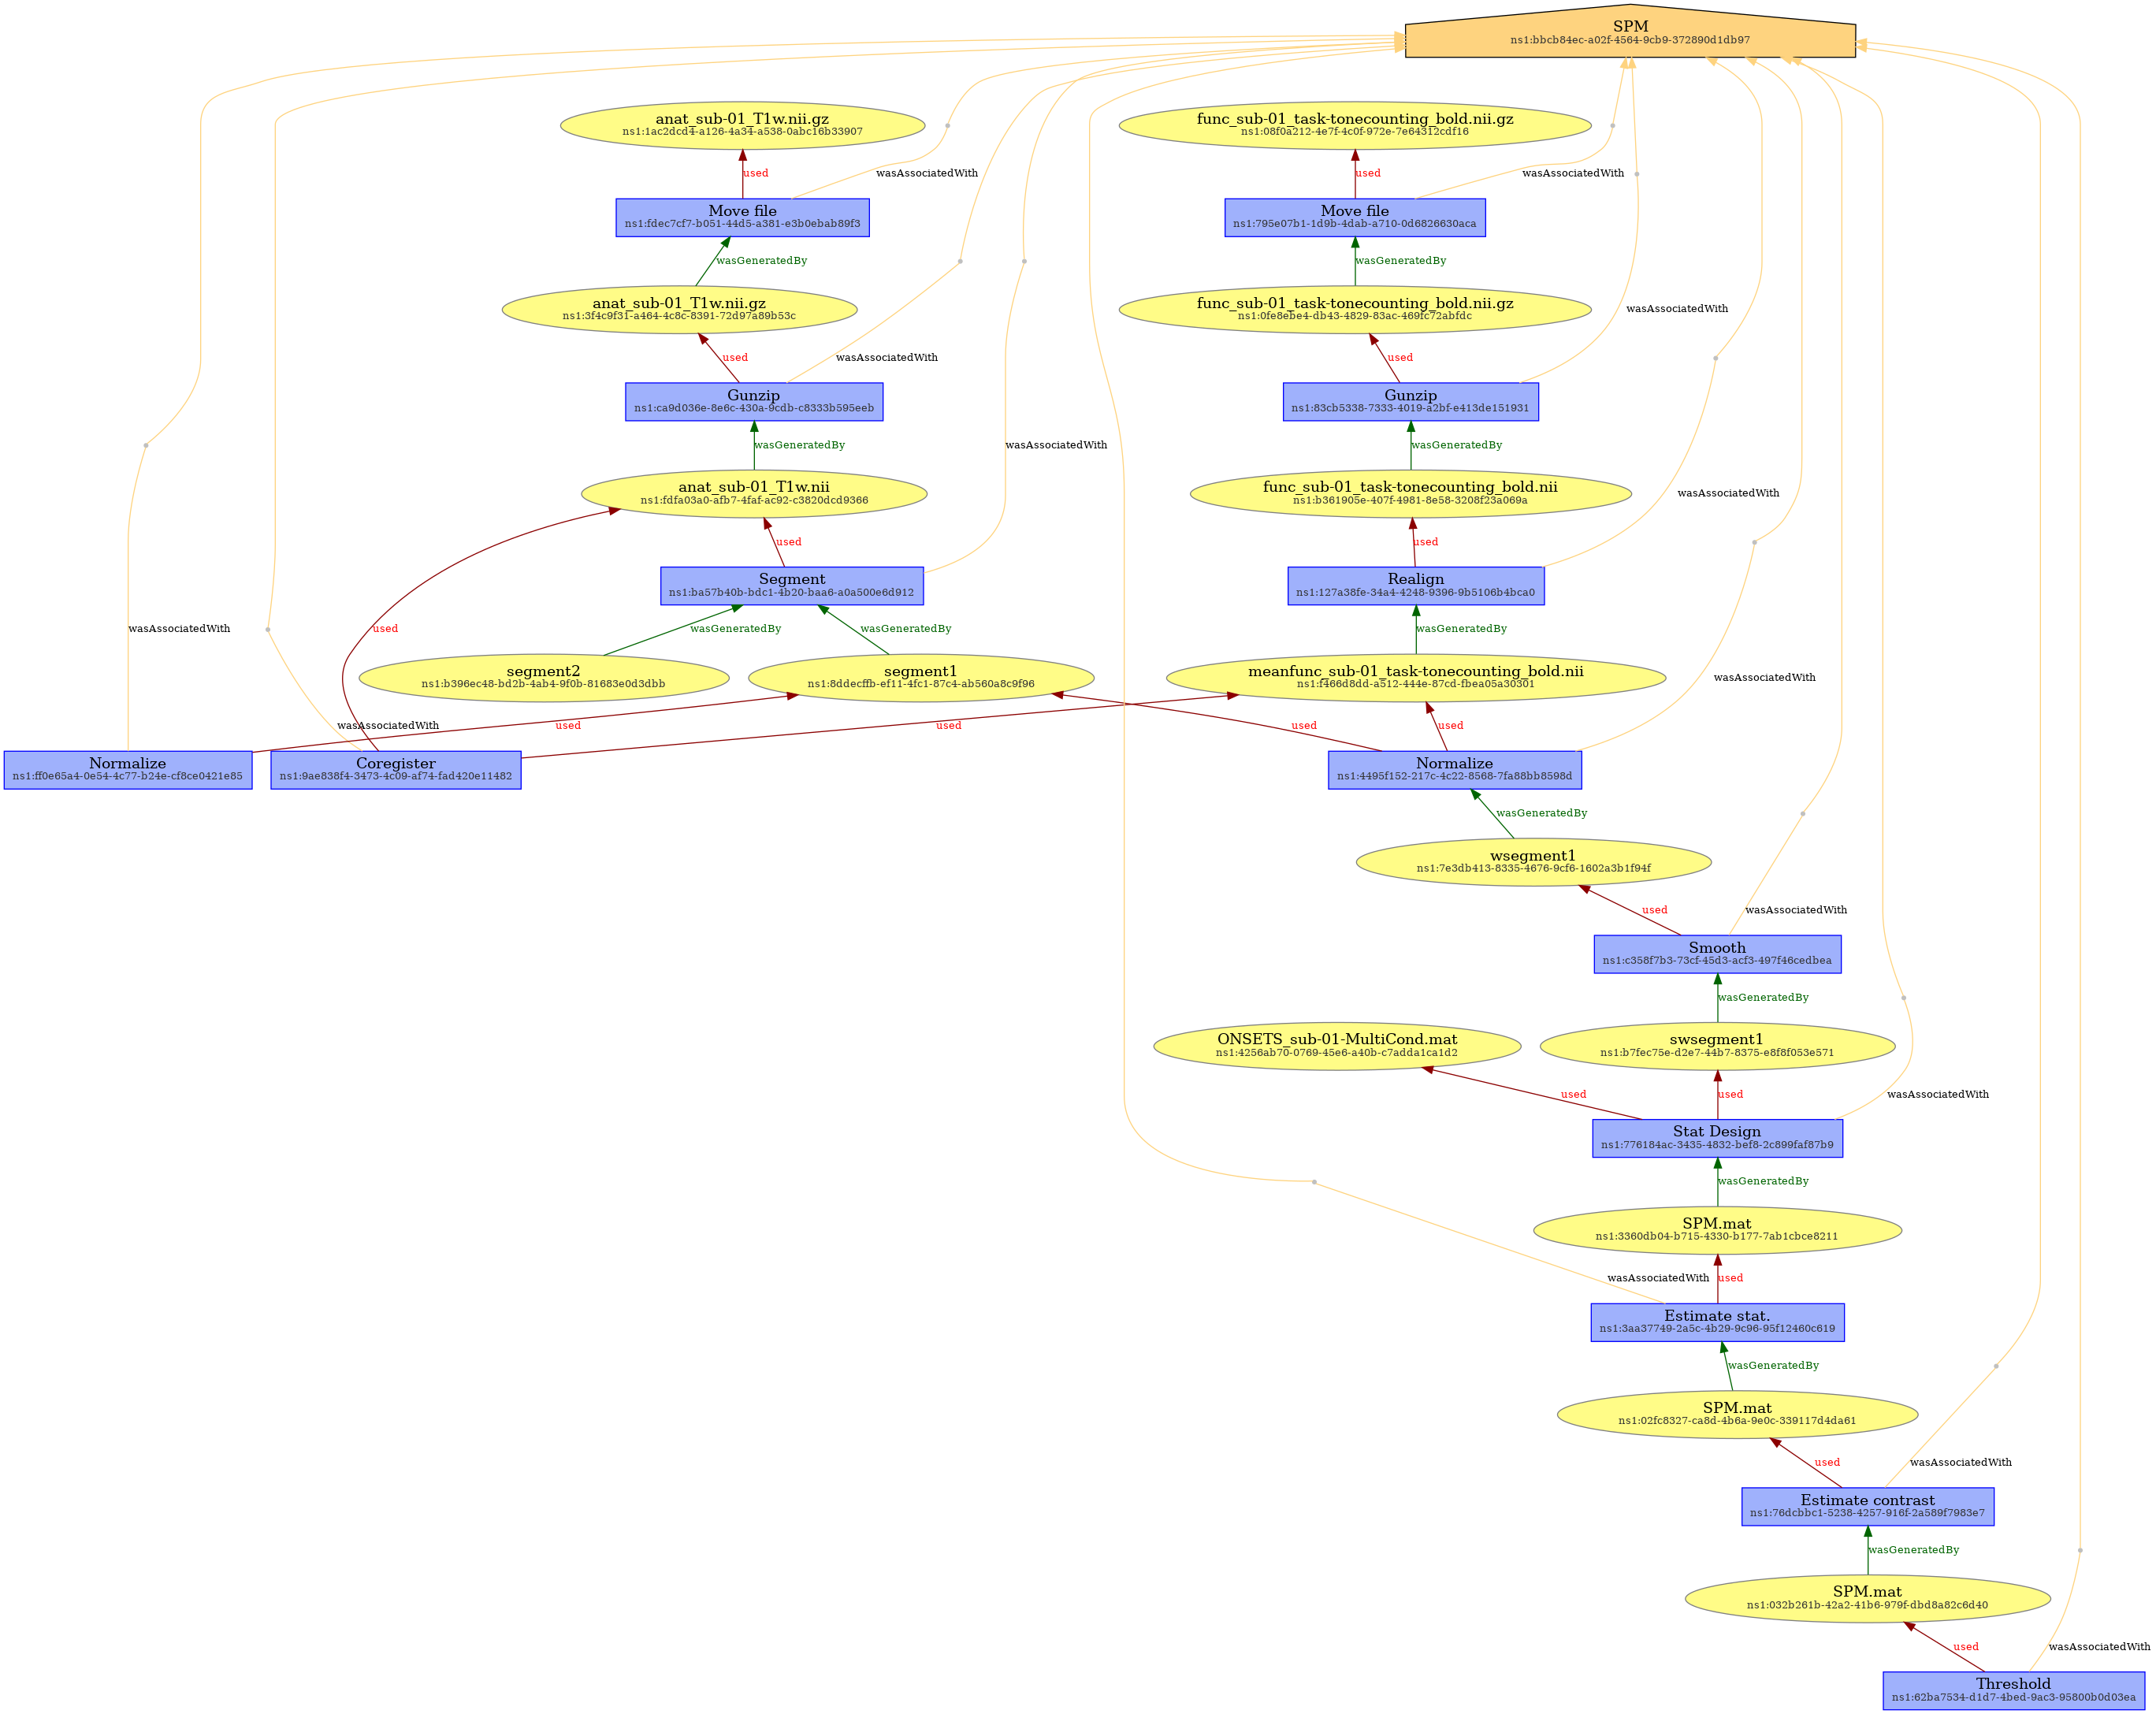 SPM
ns1:bbcb84ec-a02f-4564-9cb9-372890d1db97
anat_sub-01_T1w.nii.gz
ns1:1ac2dcd4-a126-4a34-a538-0abc16b33907
func_sub-01_task-tonecounting_bold.nii.gz
ns1:08f0a212-4e7f-4c0f-972e-7e64312cdf16
used
wasAssociatedWith
used
wasAssociatedWith
Move file
ns1:fdec7cf7-b051-44d5-a381-e3b0ebab89f3
Move file
ns1:795e07b1-1d9b-4dab-a710-0d6826630aca
wasGeneratedBy
wasGeneratedBy
anat_sub-01_T1w.nii.gz
ns1:3f4c9f31-a464-4c8c-8391-72d97a89b53c
func_sub-01_task-tonecounting_bold.nii.gz
ns1:0fe8ebe4-db43-4829-83ac-469fc72abfdc
wasAssociatedWith
used
wasAssociatedWith
used
Gunzip
ns1:ca9d036e-8e6c-430a-9cdb-c8333b595eeb
Gunzip
ns1:83cb5338-7333-4019-a2bf-e413de151931
wasGeneratedBy
wasAssociatedWith
wasGeneratedBy
anat_sub-01_T1w.nii
ns1:fdfa03a0-afb7-4faf-ac92-c3820dcd9366
func_sub-01_task-tonecounting_bold.nii
ns1:b361905e-407f-4981-8e58-3208f23a069a
wasAssociatedWith
used
used
Segment
ns1:ba57b40b-bdc1-4b20-baa6-a0a500e6d912
Realign
ns1:127a38fe-34a4-4248-9396-9b5106b4bca0
wasAssociatedWith
used
wasGeneratedBy
wasGeneratedBy
wasGeneratedBy
segment2
ns1:b396ec48-bd2b-4ab4-9f0b-81683e0d3dbb
segment1
ns1:8ddecffb-ef11-4fc1-87c4-ab560a8c9f96
meanfunc_sub-01_task-tonecounting_bold.nii
ns1:f466d8dd-a512-444e-87cd-fbea05a30301
wasAssociatedWith
wasAssociatedWith
used
used
used
used
Normalize
ns1:ff0e65a4-0e54-4c77-b24e-cf8ce0421e85
Coregister
ns1:9ae838f4-3473-4c09-af74-fad420e11482
Normalize
ns1:4495f152-217c-4c22-8568-7fa88bb8598d
wasGeneratedBy
wsegment1
ns1:7e3db413-8335-4676-9cf6-1602a3b1f94f
used
wasAssociatedWith
Smooth
ns1:c358f7b3-73cf-45d3-acf3-497f46cedbea
wasGeneratedBy
ONSETS_sub-01-MultiCond.mat
ns1:4256ab70-0769-45e6-a40b-c7adda1ca1d2
swsegment1
ns1:b7fec75e-d2e7-44b7-8375-e8f8f053e571
used
used
wasAssociatedWith
Stat Design
ns1:776184ac-3435-4832-bef8-2c899faf87b9
wasGeneratedBy
SPM.mat
ns1:3360db04-b715-4330-b177-7ab1cbce8211
wasAssociatedWith
used
Estimate stat.
ns1:3aa37749-2a5c-4b29-9c96-95f12460c619
wasGeneratedBy
SPM.mat
ns1:02fc8327-ca8d-4b6a-9e0c-339117d4da61
used
wasAssociatedWith
Estimate contrast
ns1:76dcbbc1-5238-4257-916f-2a589f7983e7
wasGeneratedBy
SPM.mat
ns1:032b261b-42a2-41b6-979f-dbd8a82c6d40
used
wasAssociatedWith
Threshold
ns1:62ba7534-d1d7-4bed-9ac3-95800b0d03ea